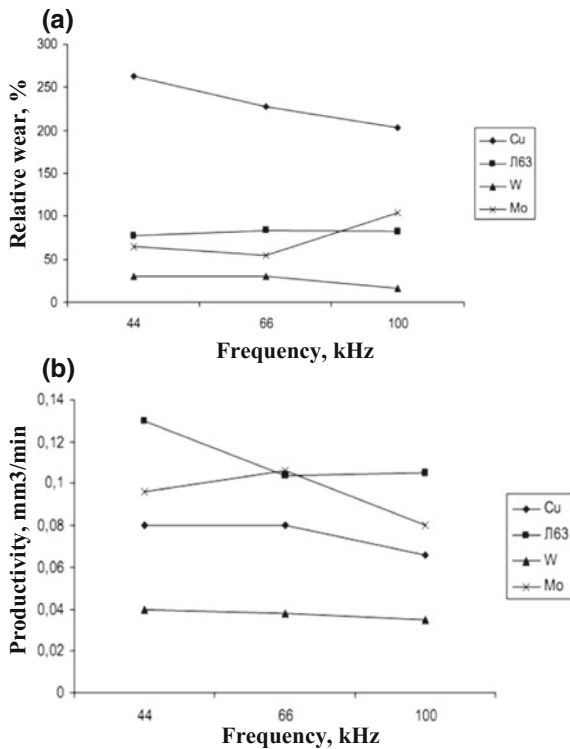 (a)
300
250
200
150
100
50
0
Relative wear, %
44 66 100
Frequency, kHz
Cu
Л63
W
Mo
(b)
0,14
0,12
0,1
0,08
0,06
0,04
0,02
0
Productivity, mm3/min
44 66 100
Frequency, kHz
Cu
Л63
W
Mo